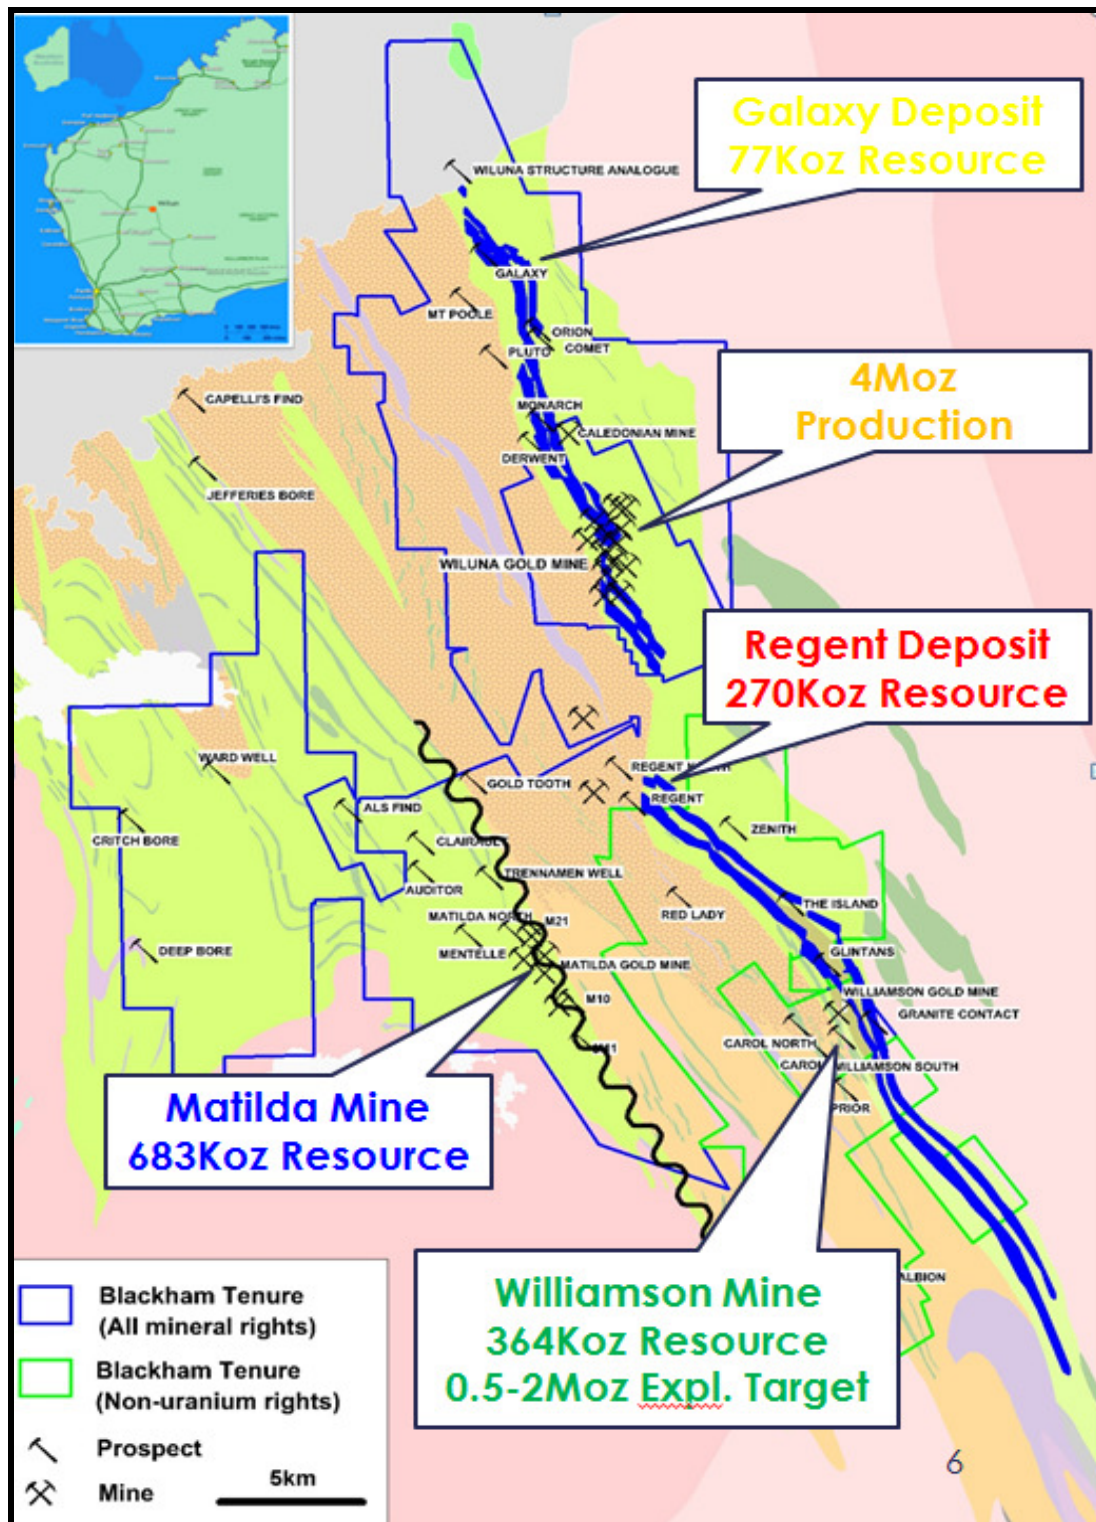 Galaxy Deposit
77Koz Resource
WILUNA STRUCTURE ANALOGUE
GALAXY
MT POOLE
ORION
COMET
PLUTO
4Moz
Production
CAPELLI'S FIND
MONARCH
CALEDONIAN MINE
DERWENT
JEFFERIES BORE
WILUNA GOLD MINE
Regent Deposit
270Koz Resource
WARD WELL
GOLD TOOTH
REGENT NORTH
REGENT
ALS FIND
ZENITH
CRITCH BORE
CLAIRAULT
TRENNAMEN WELL
AUDITOR
RED LADY
THE ISLAND
MATILDA NORTH
M21
DEEP BORE
MENTELLE
MATILDA GOLD MINE
GLINTANS
WILLIAMSON GOLD MINE
M10
GRANITE CONTACT
CAROL NORTH
CAROL
WILLIAMSON SOUTH
PRIOR
Matilda Mine
683Koz Resource
ALBION
Williamson Mine
364Koz Resource
0.5-2Moz Expl. Target
Blackham Tenure
(All mineral rights)
Blackham Tenure
(Non-uranium rights)
Prospect
Mine
5km
6